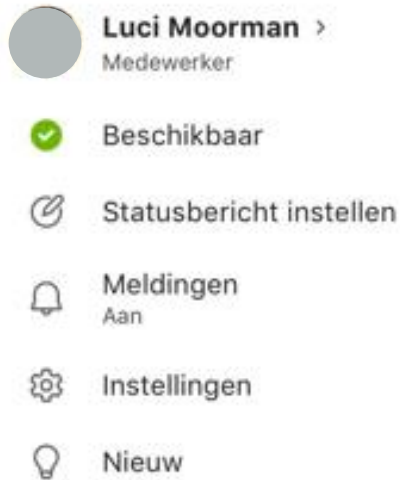 Luci Moorman
Medewerker
Beschikbaar
Statusbericht instellen
Meldingen
Aan
Instellingen
Nieuw